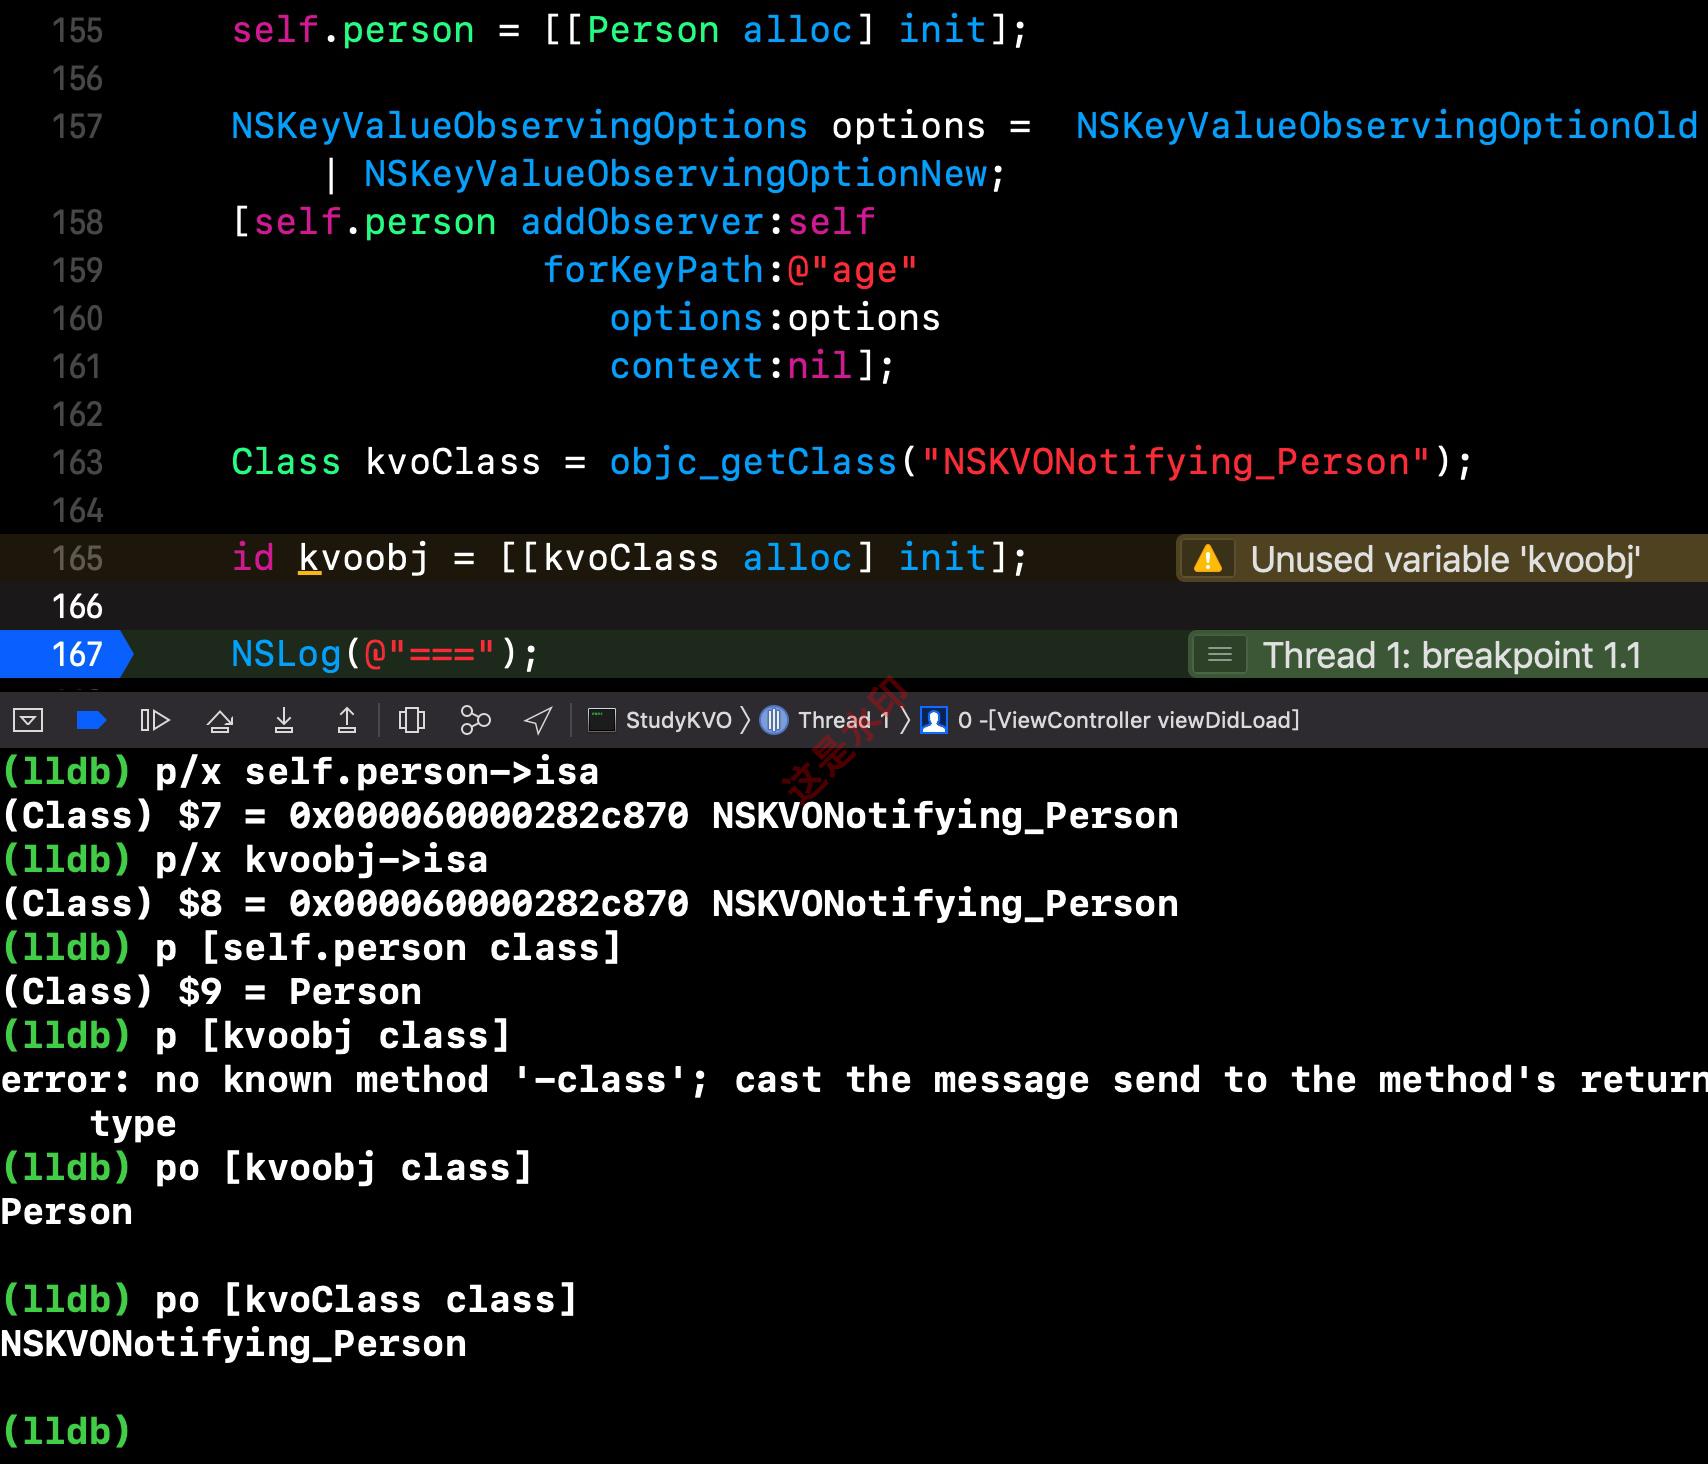 155 self.person = [[Person alloc] init];
156
157 NSKeyValueObservingOptions options =  NSKeyValueObservingOptionOld
| NSKeyValueObservingOptionNew;
158 [self.person addObserver:self
159 forKeyPath:@"age"
160 options:options
161 context:nil];
162
163 Class kvoClass = objc_getClass("NSKVONotifying_Person");
164
165 id kvoobj = [[kvoClass alloc] init]; Unused variable 'kvoobj'
166
167 NSLog(@"==="); Thread 1: breakpoint 1.1
StudyKVO 〉 Thread 1 〉 0 -[ViewController viewDidLoad]
这是水印
(lldb) p/x self.person->isa
(Class) $7 = 0x000060000282c870 NSKVONotifying_Person
(lldb) p/x kvoobj->isa
(Class) $8 = 0x000060000282c870 NSKVONotifying_Person
(lldb) p [self.person class]
(Class) $9 = Person
(lldb) p [kvoobj class]
error: no known method '-class'; cast the message send to the method's return
type
(lldb) po [kvoobj class]
Person
(lldb) po [kvoClass class]
NSKVONotifying_Person
(lldb)